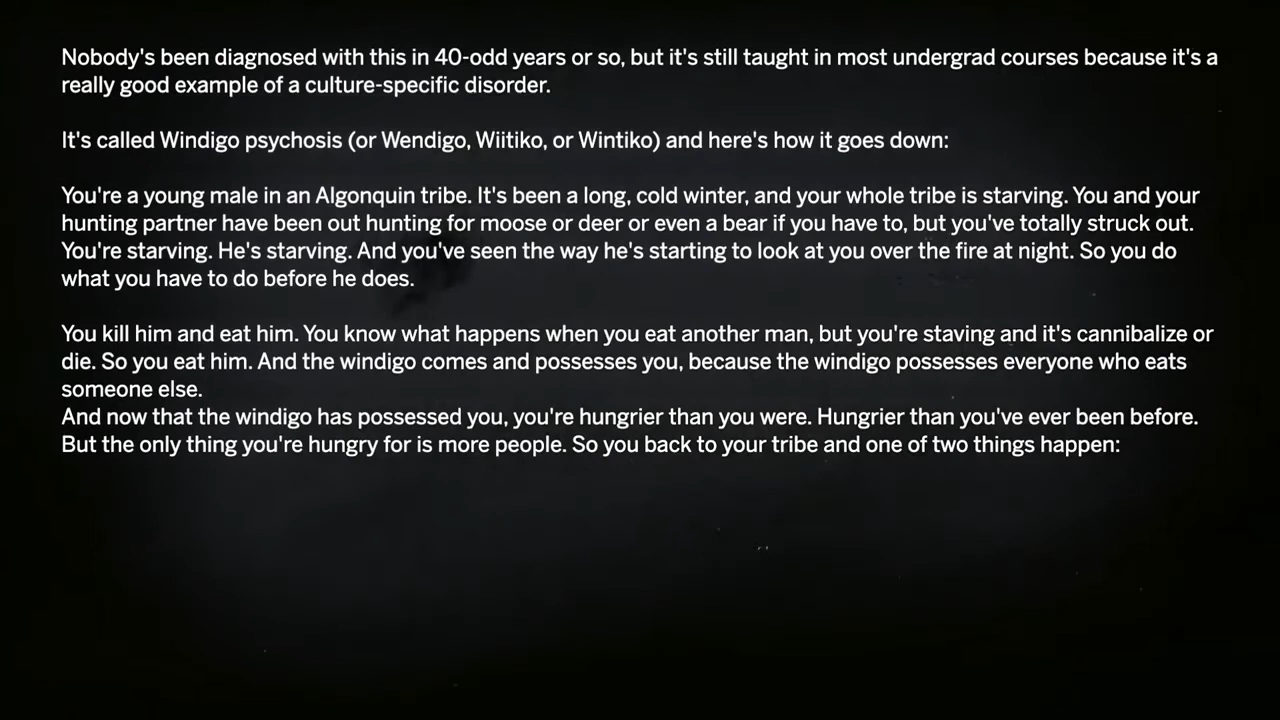 Nobody's been diagnosed with this in 40-odd years or so, but it's still taught in most undergrad courses because it's a
really good example of a culture-specific disorder.
It's called Windigo psychosis (or Wendigo, Wiitiko, or Wintiko) and here's how it goes down:
You're a young male in an Algonquin tribe. It's been a long, cold winter, and your whole tribe is starving. You and your
hunting partner have been out hunting for moose or deer or even a bear if you have to, but you've totally struck out.
You're starving. He's starving. And you've seen the way he's starting to look at you over the fire at night. So you do
what you have to do before he does.
You kill him and eat him. You know what happens when you eat another man, but you're staving and it's cannibalize or
die. So you eat him. And the windigo comes and possesses you, because the windigo possesses everyone who eats
someone else.
And now that the windigo has possessed you, you're hungrier than you were. Hungrier than you've ever been before.
But the only thing you're hungry for is more people. So you back to your tribe and one of two things happen: